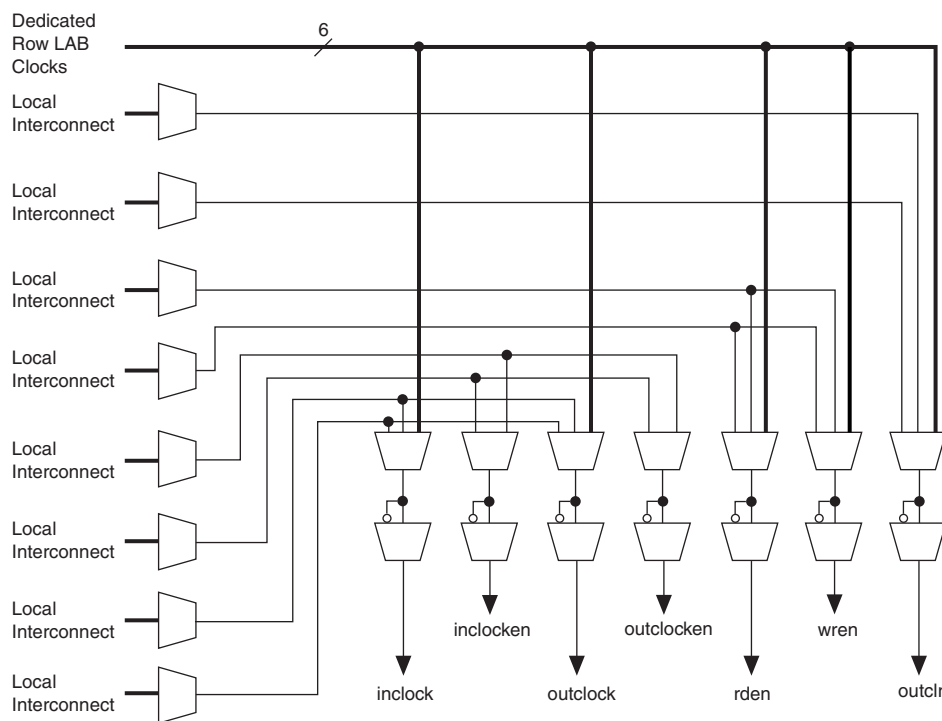 Dedicated
Row LAB
Clocks
6
Local
Interconnect
Local
Interconnect
Local
Interconnect
Local
Interconnect
Local
Interconnect
Local
Interconnect
Local
Interconnect
Local
Interconnect
inclocken
outclocken
wren
inclock
outclock
rden
outclr